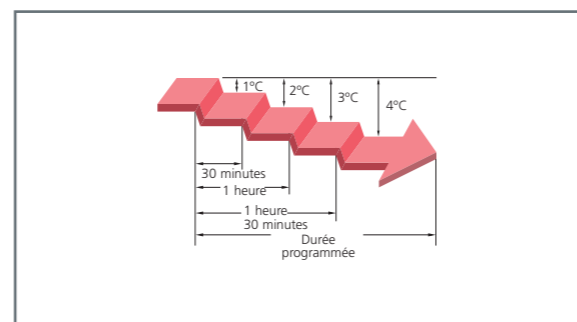 1°C
2°C
3°C
4°C
30 minutes
1 heure
1 heure
30 minutes
Durée
programmée